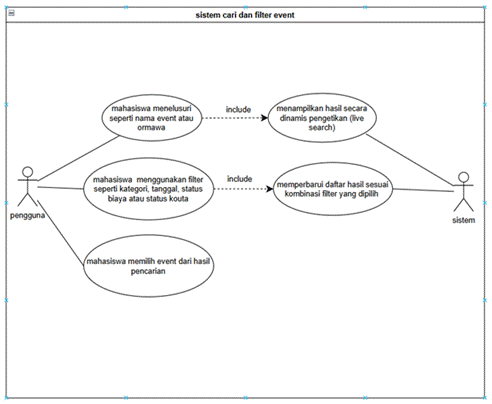 sistem cari dan filter event
mahasiswa menelusuri
seperti nama event atau
ormawa
include
menampilkan hasil secara
dinamis pengetikan (live
search)
mahasiswa menggunakan filter
seperti kategori, tanggal, status
biaya atau status kouta
include
memperbarui daftar hasil sesuai
kombinasi filter yang dipilih
pengguna
sistem
mahasiswa memilih event dari hasil
pencarian